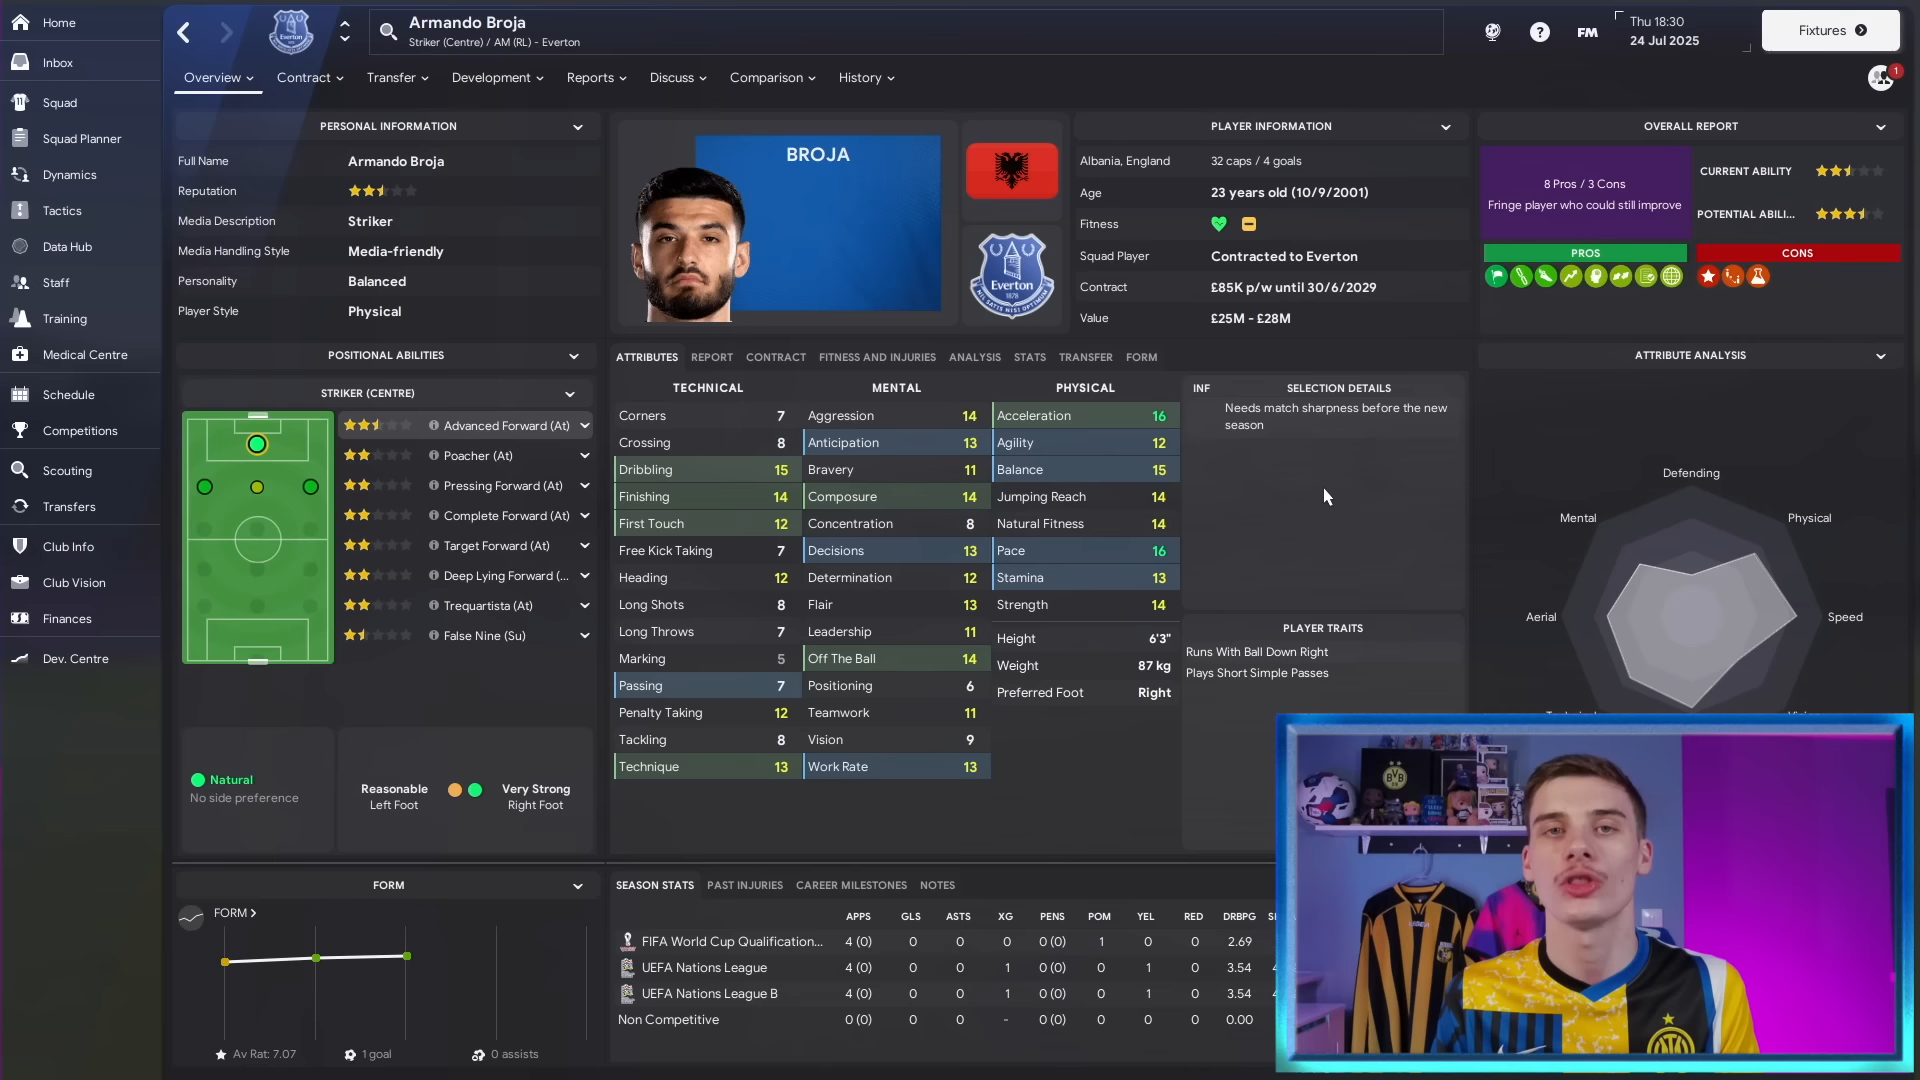 Home
Inbox
Squad
Squad Planner
Dynamics
Tactics
Data Hub
Staff
Training
Medical Centre
Schedule
Competitions
Scouting
Transfers
Club Info
Club Vision
Finances
Dev. Centre
Everton
Armando Broja
Striker (Centre) / AM (RL) - Everton
FM
Thu 18:30
24 Jul 2025
Fixtures
Overview
Contract
Transfer
Development
Reports
Discuss
Comparison
History
1
PERSONAL INFORMATION
Full Name Armando Broja
Reputation
Media Description Striker
Media Handling Style Media-friendly
Personality Balanced
Player Style Physical
BROJA
Everton
1878
NIL SATIS NISI OPTIMUM
PLAYER INFORMATION
Albania, England 32 caps / 4 goals
Age 23 years old (10/9/2001)
Fitness
Squad Player Contracted to Everton
Contract £85K p/w until 30/6/2029
Value £25M - £28M
OVERALL REPORT
8 Pros / 3 Cons
Fringe player who could still improve
CURRENT ABILITY
POTENTIAL ABILI...
PROS
CONS
POSITIONAL ABILITIES
STRIKER (CENTRE)
Advanced Forward (At)
Poacher (At)
Pressing Forward (At)
Complete Forward (At)
Target Forward (At)
Deep Lying Forward (...
Trequartista (At)
False Nine (Su)
Natural
No side preference
Reasonable
Left Foot
Very Strong
Right Foot
ATTRIBUTES REPORT CONTRACT FITNESS AND INJURIES ANALYSIS STATS TRANSFER FORM
TECHNICAL
Corners 7
Crossing 8
Dribbling 15
Finishing 14
First Touch 12
Free Kick Taking 7
Heading 12
Long Shots 8
Long Throws 7
Marking 5
Passing 7
Penalty Taking 12
Tackling 8
Technique 13
MENTAL
Aggression 14
Anticipation 13
Bravery 11
Composure 14
Concentration 8
Decisions 13
Determination 12
Flair 13
Leadership 11
Off The Ball 14
Positioning 6
Teamwork 11
Vision 9
Work Rate 13
PHYSICAL
Acceleration 16
Agility 12
Balance 15
Jumping Reach 14
Natural Fitness 14
Pace 16
Stamina 13
Strength 14
Height 6'3"
Weight 87 kg
Preferred Foot Right
INF SELECTION DETAILS
Needs match sharpness before the new
season
PLAYER TRAITS
Runs With Ball Down Right
Plays Short Simple Passes
ATTRIBUTE ANALYSIS
Defending
Mental
Physical
Aerial
Speed
FORM
FORM
Av Rat: 7.07
1 goal
0 assists
SEASON STATS PAST INJURIES CAREER MILESTONES NOTES
APPS GLS ASTS XG PENS POM YEL RED DRBPG
FIFA World Cup Qualification... 4 (0) 0 0 0 0 (0) 1 0 0 2.69
UEFA Nations League 4 (0) 0 0 1 0 (0) 0 1 0 3.54
UEFA Nations League B 4 (0) 0 0 1 0 (0) 0 1 0 3.54
Non Competitive 0 (0) 0 0 - 0 (0) 0 0 0 0.00
BVB
09